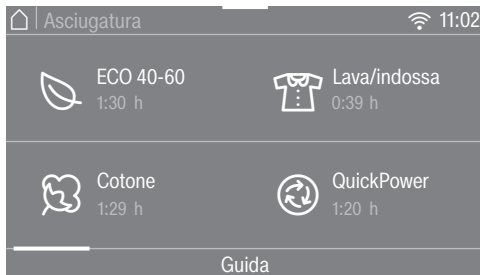 Asciugatura 11:02
ECO 40-60
1:30 h
Lava/indossa
0:39 h
Cotone
1:29 h
QuickPower
1:20 h
Guida